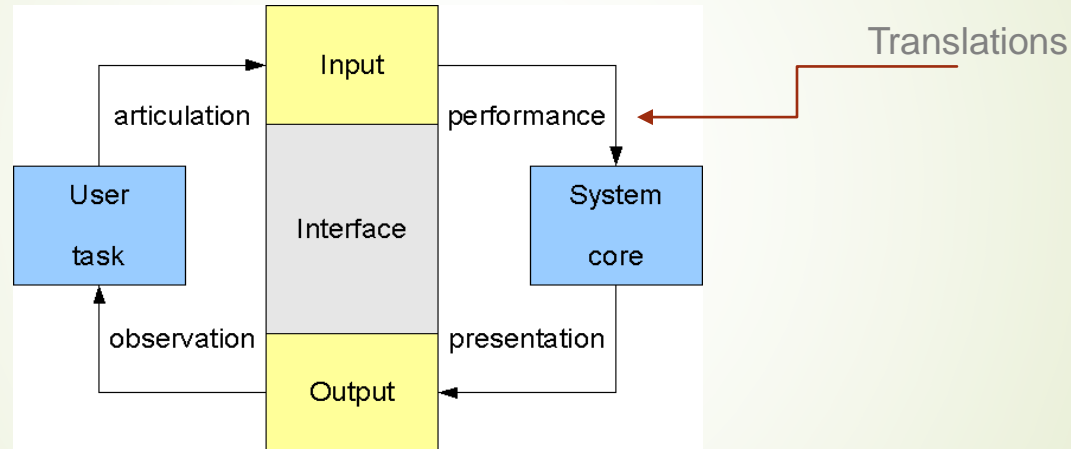 Translations
Input
articulation
performance
User
task
Interface
System
core
observation
presentation
Output